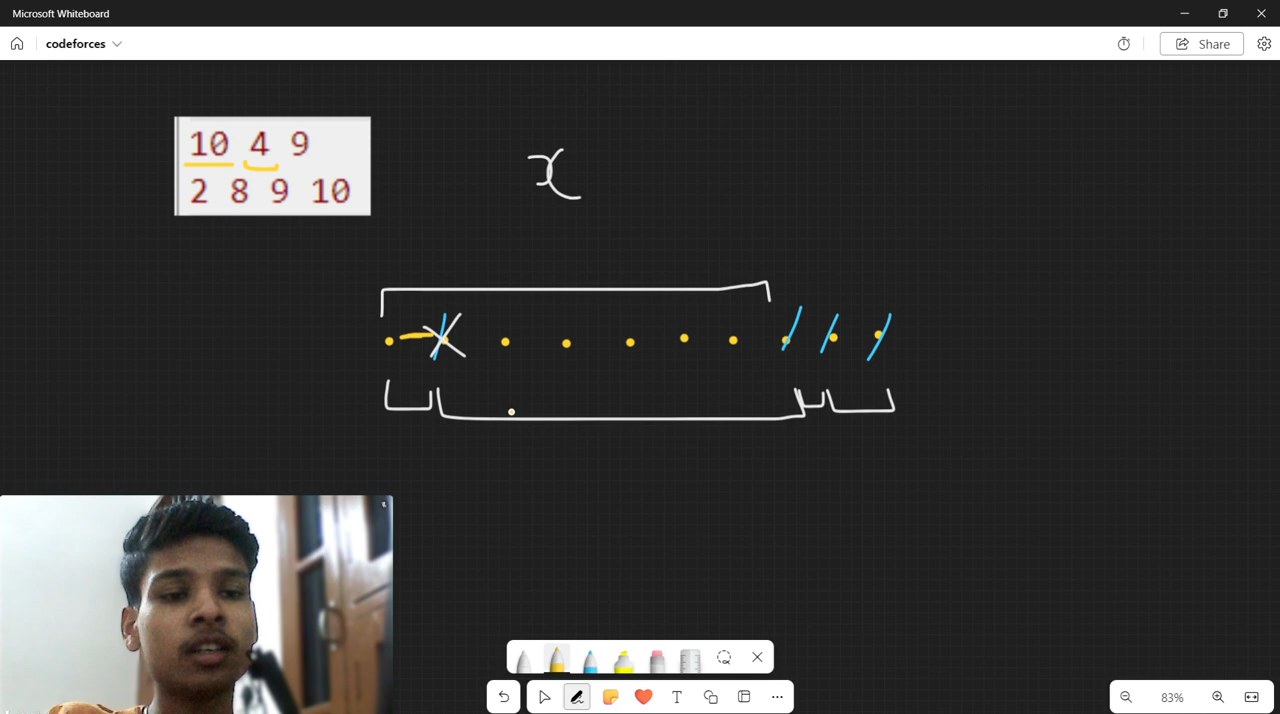 Microsoft Whiteboard
codeforces
Share
10 4 9
2 8 9 10
x
83%